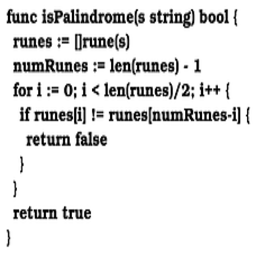 func isPalindrome(s string) bool {
  runes := []rune(s)
  numRunes := len(runes) - 1
  for i := 0; i < len(runes)/2; i++ {
    if runes[i] != runes[numRunes-i] {
      return false
    }
  }
  return true
}